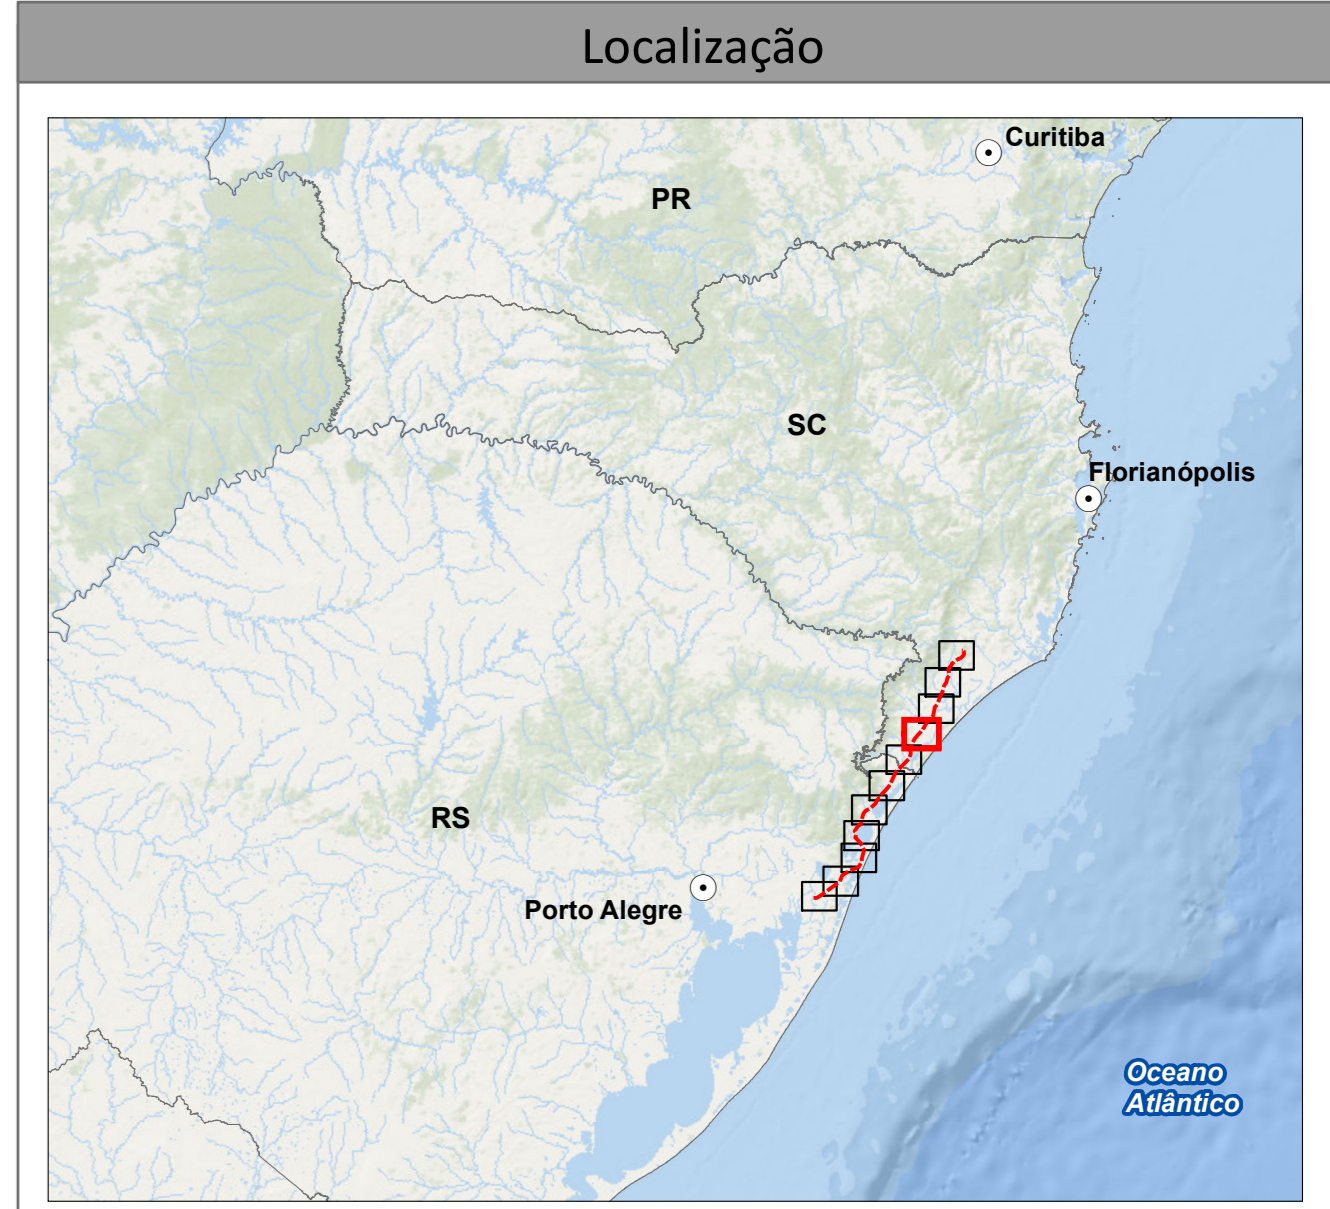 Localização
Curitiba
PR
SC
Florianópolis
RS
Porto Alegre
Oceano
Atlântico